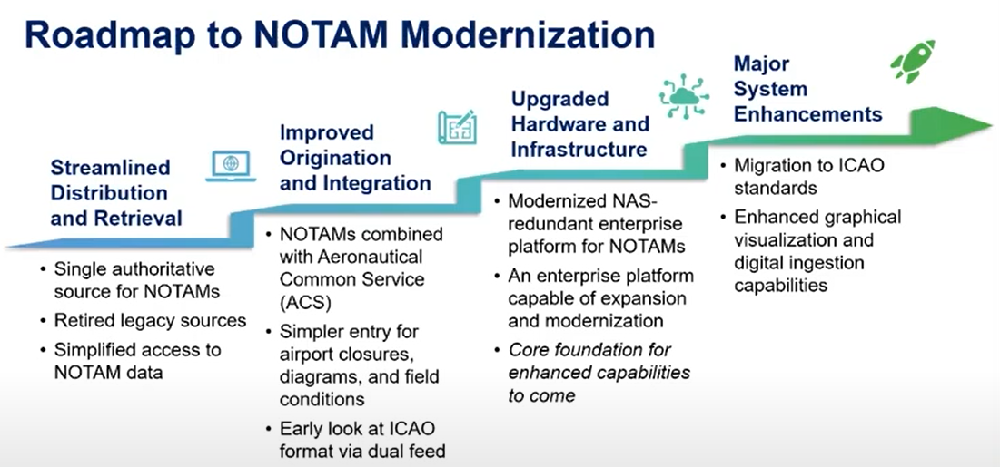 Roadmap to NOTAM Modernization
Streamlined
Distribution
and Retrieval
• Single authoritative
source for NOTAMs
• Retired legacy sources
• Simplified access to
NOTAM data
Improved
Origination
and Integration
• NOTAMs combined
with Aeronautical
Common Service
(ACS)
• Simpler entry for
airport closures,
diagrams, and field
conditions
• Early look at ICAO
format via dual feed
Upgraded
Hardware and
Infrastructure
• Modernized NAS-
redundant enterprise
platform for NOTAMs
• An enterprise platform
capable of expansion
and modernization
• Core foundation for
enhanced capabilities
to come
Major
System
Enhancements
• Migration to ICAO
standards
• Enhanced graphical
visualization and
digital ingestion
capabilities